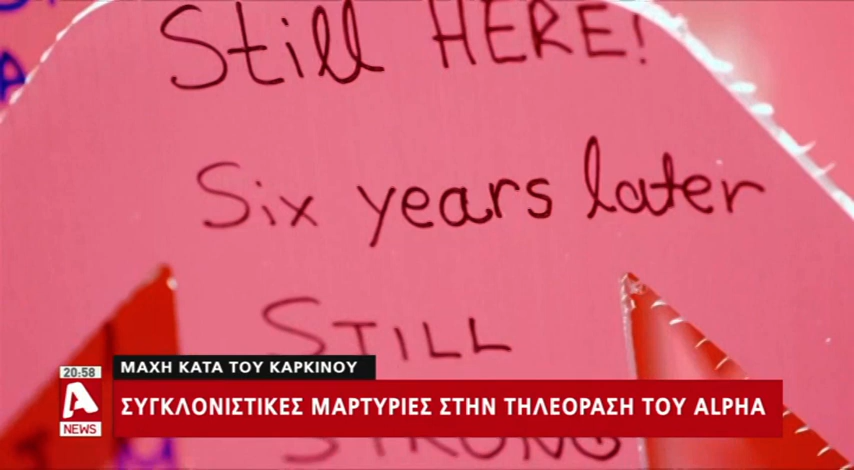 Still HERE!
Six years later
STILL
STRONG
20:58
A
NEWS
ΜΑΧΗ ΚΑΤΑ ΤΟΥ ΚΑΡΚΙΝΟΥ
ΣΥΓΚΛΟΝΙΣΤΙΚΕΣ ΜΑΡΤΥΡΙΕΣ ΣΤΗΝ ΤΗΛΕΟΡΑΣΗ ΤΟΥ ALPHA